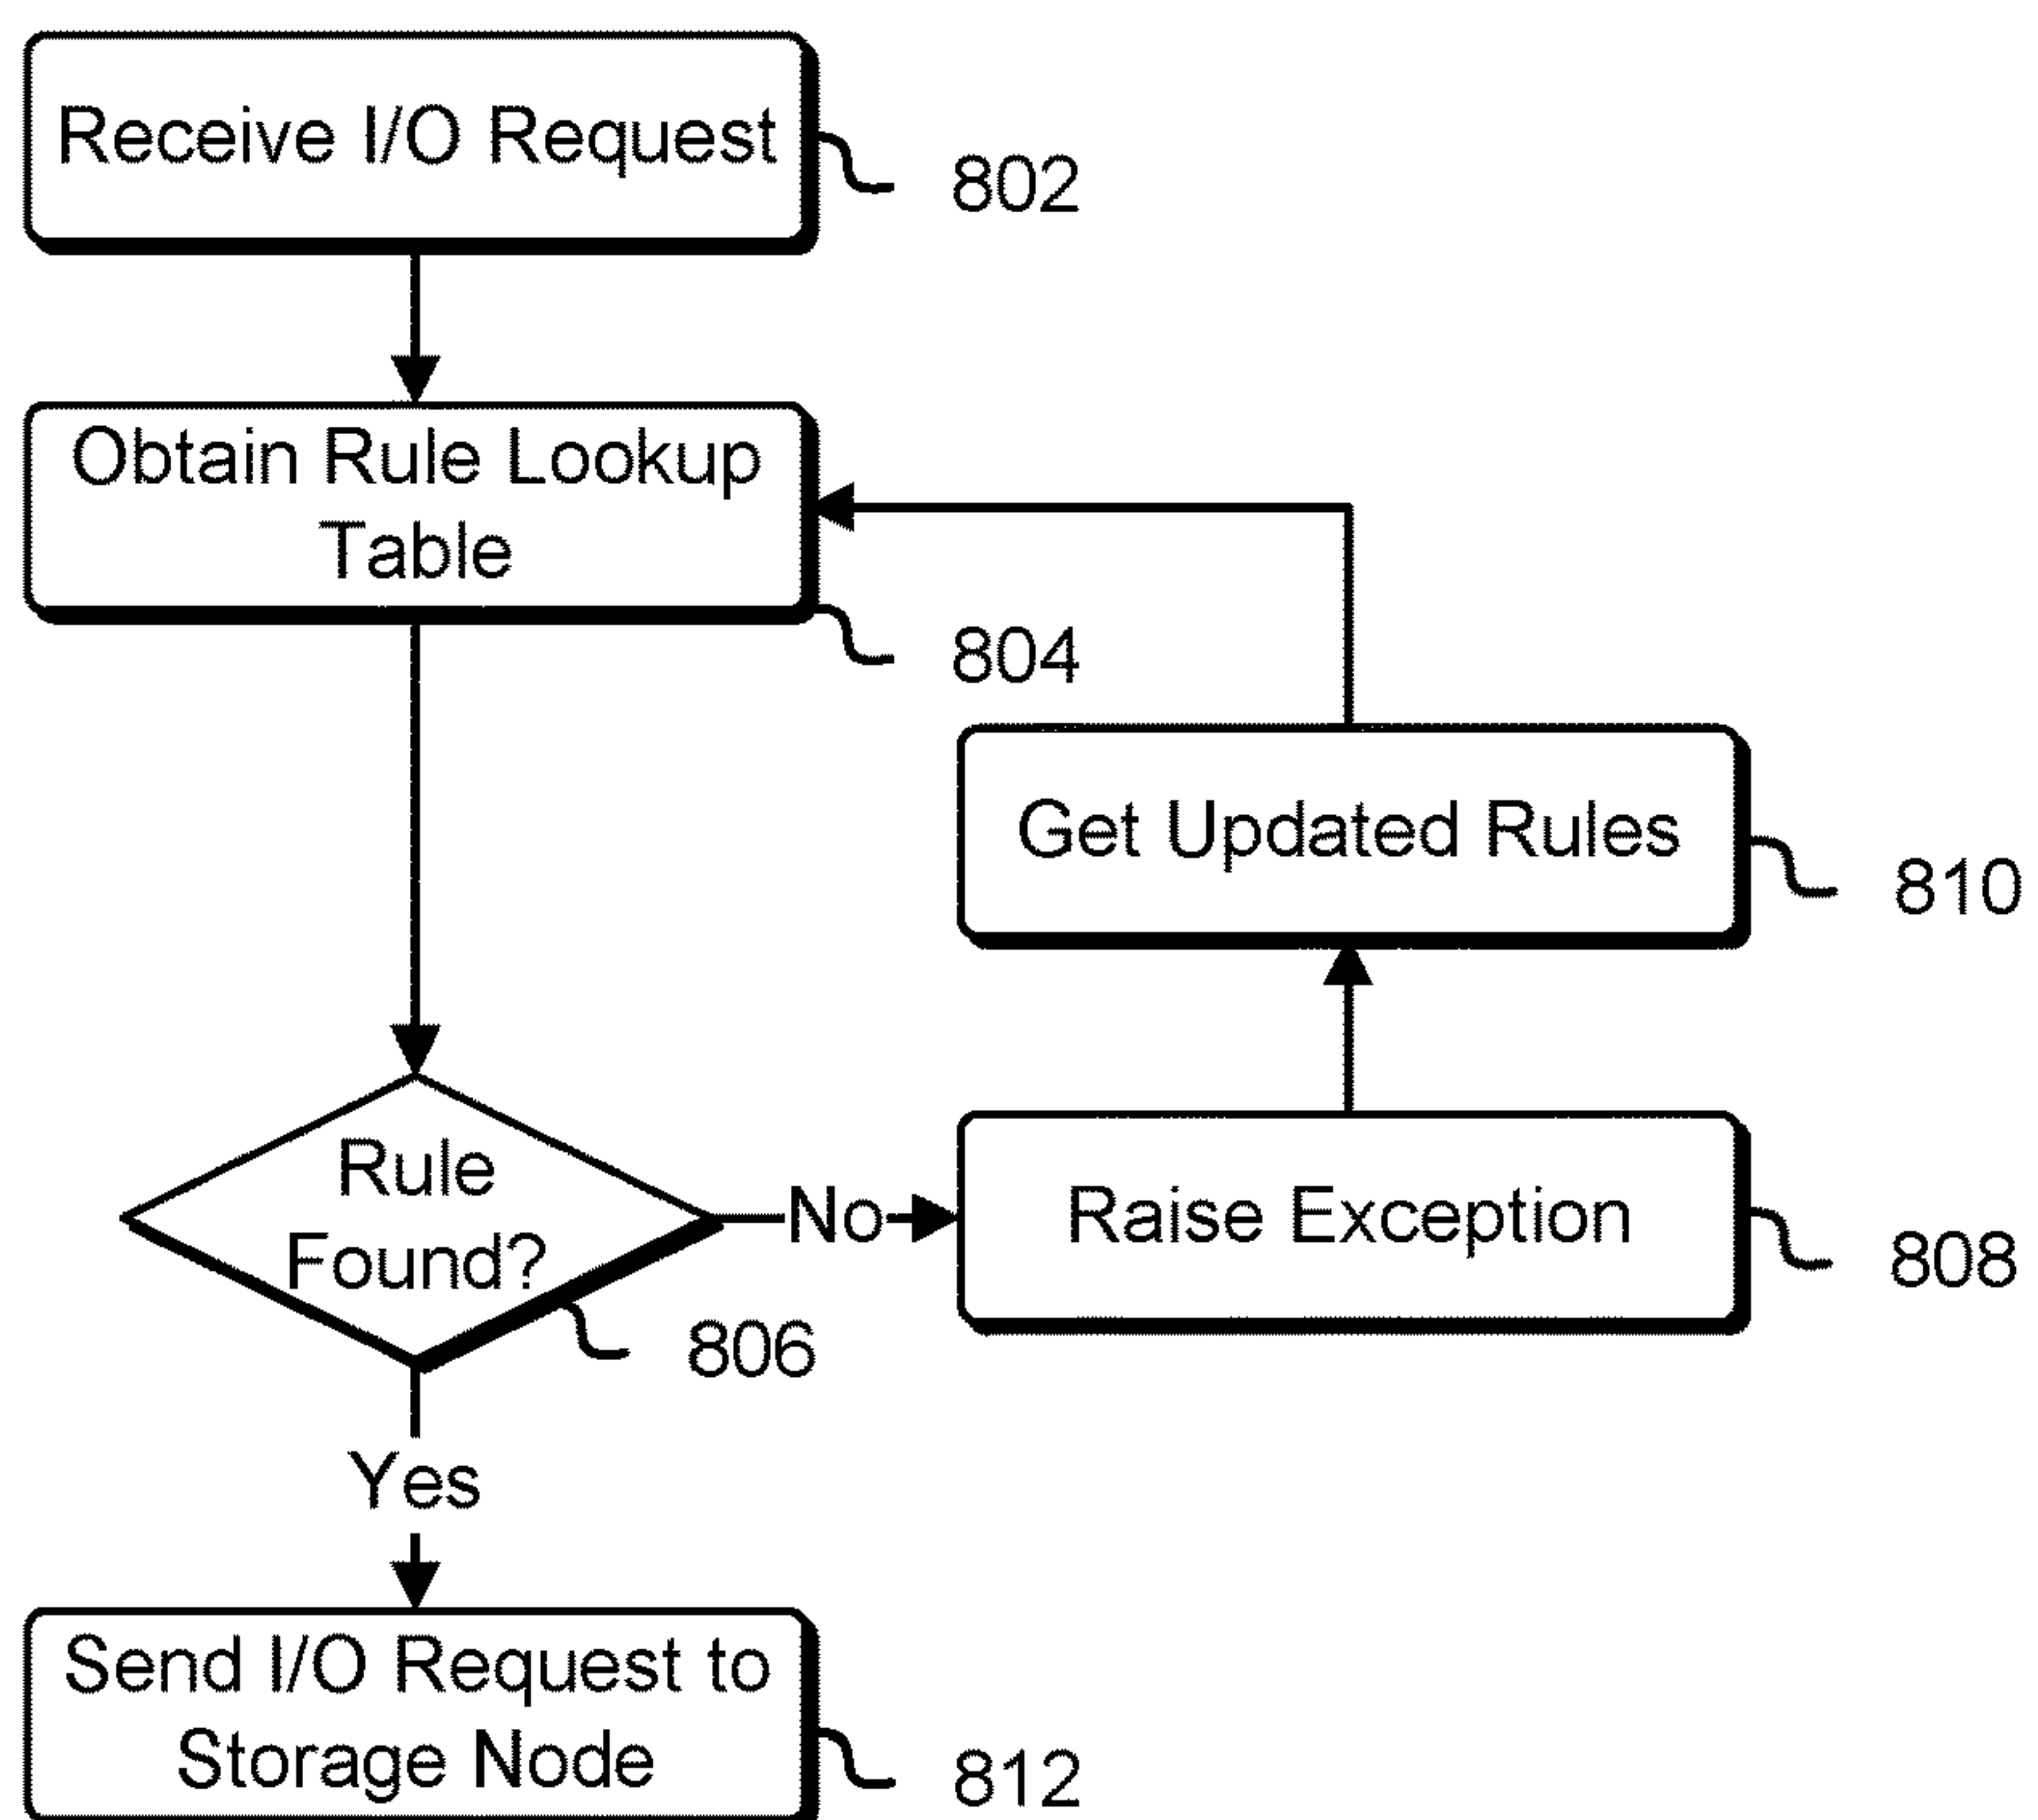 Receive I/O Request
802
Obtain Rule Lookup
Table
804
Get Updated Rules
810
Rule
Found?
806
No
Raise Exception
808
Yes
Send I/O Request to
Storage Node
812